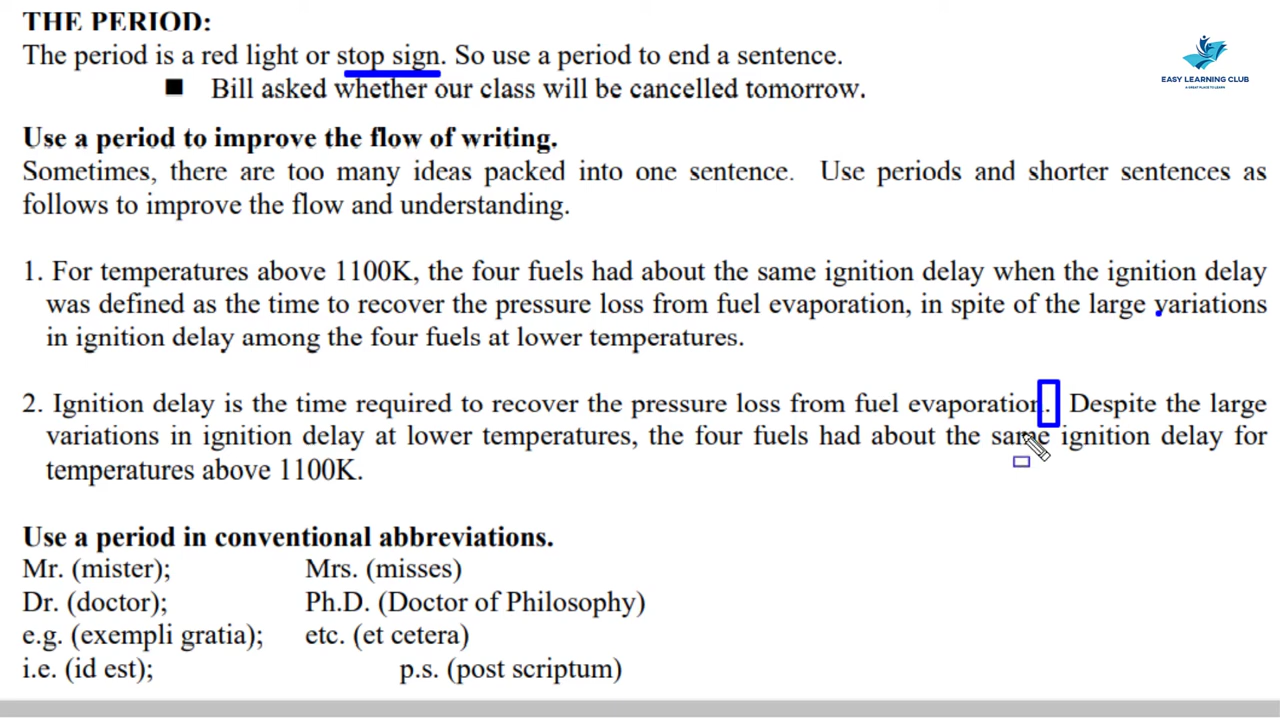 THE PERIOD:
The period is a red light or stop sign. So use a period to end a sentence.
■ Bill asked whether our class will be cancelled tomorrow.
EASY LEARNING CLUB
A GREAT PLACE TO LEARN
Use a period to improve the flow of writing.
Sometimes, there are too many ideas packed into one sentence. Use periods and shorter sentences as
follows to improve the flow and understanding.
1. For temperatures above 1100K, the four fuels had about the same ignition delay when the ignition delay
was defined as the time to recover the pressure loss from fuel evaporation, in spite of the large variations
in ignition delay among the four fuels at lower temperatures.
2. Ignition delay is the time required to recover the pressure loss from fuel evaporation. Despite the large
variations in ignition delay at lower temperatures, the four fuels had about the same ignition delay for
temperatures above 1100K.
Use a period in conventional abbreviations.
Mr. (mister); Mrs. (misses)
Dr. (doctor); Ph.D. (Doctor of Philosophy)
e.g. (exempli gratia); etc. (et cetera)
i.e. (id est); p.s. (post scriptum)